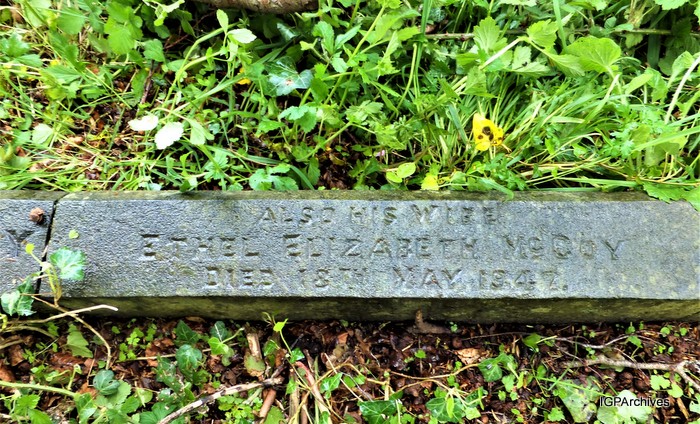 ALSO HIS WIFE
Y
ETHEL ELIZABETH McCOY
DIED 18TH MAY 1947.
IGPArchives